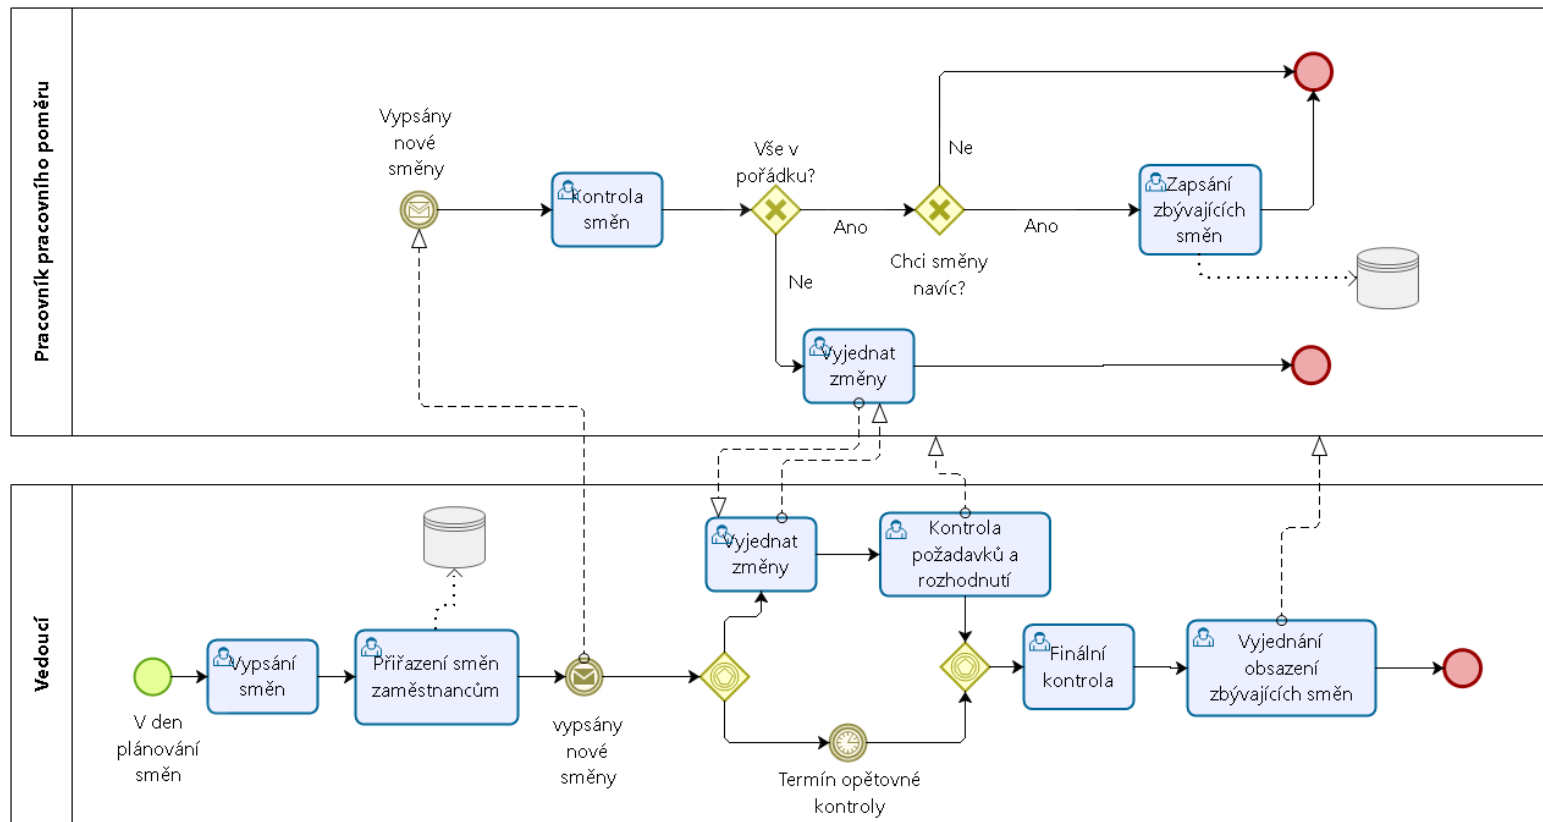 Pracovník pracovního poměru
Vypsány
nové
směny
Kontrola
směn
Vše v
pořádku?
Ano
Ne
Chci směny
navíc?
Ne
Ano
Zapsání
zbývajících
směn
Vyjednat
změny
Vedoucí
V den
plánování
směn
Vypsání
směn
Přiřazení směn
zaměstnancům
vypsány
nové
směny
Vyjednat
změny
Kontrola
požadavků a
rozhodnutí
Termín opětovné
kontroly
Finální
kontrola
Vyjednání
obsazení
zbývajících směn